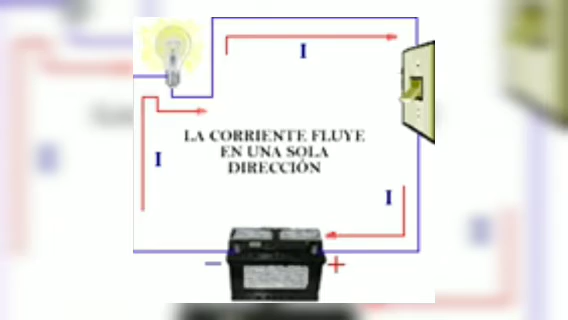 I
LA CORRIENTE FLUYE
EN UNA SOLA
DIRECCIÓN
I
I
− +